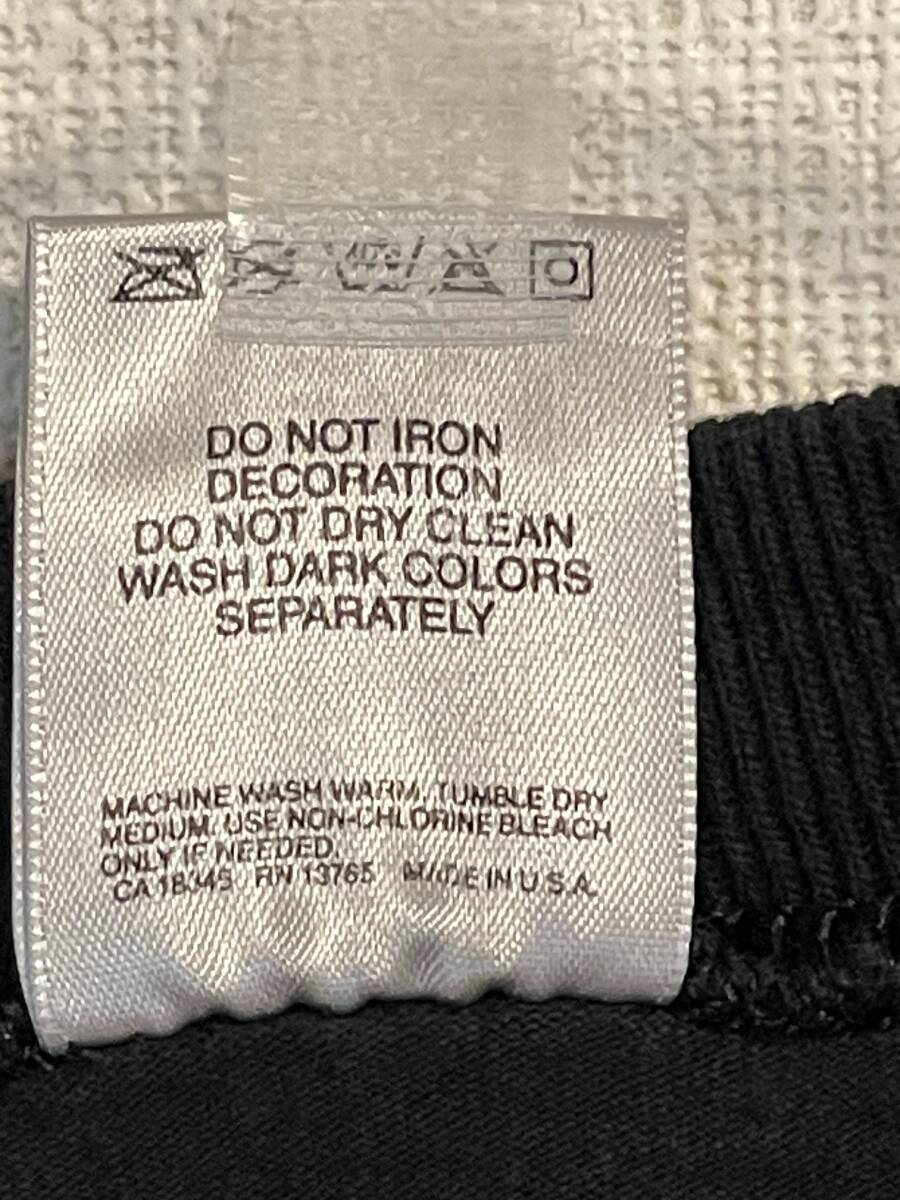 DO NOT IRON
DECORATION
DO NOT DRY CLEAN
WASH DARK COLORS
SEPARATELY
MACHINE WASH WARM. TUMBLE DRY
MEDIUM. USE NON-CHLORINE BLEACH
ONLY IF NEEDED.
CA RN 13765 MADE IN U.S.A.